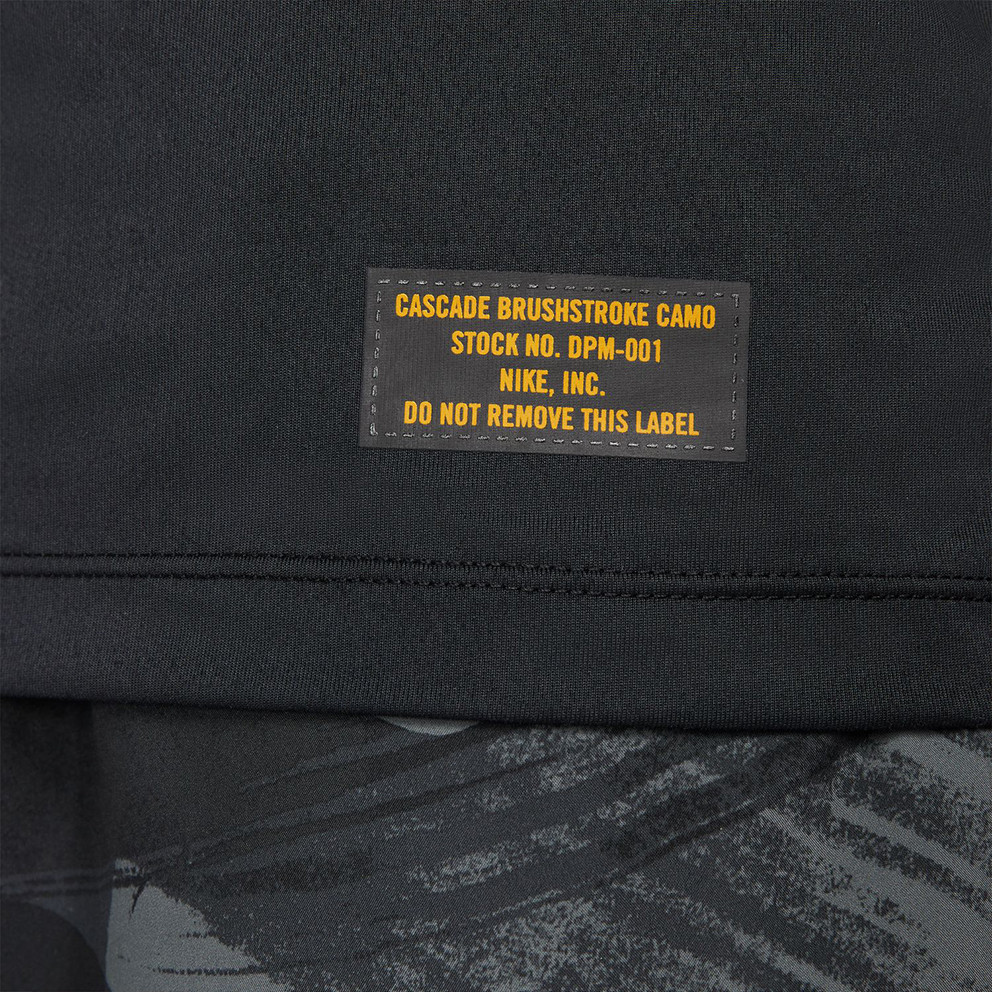 CASCADE BRUSHSTROKE CAMO
STOCK NO. DPM-001
NIKE, INC.
DO NOT REMOVE THIS LABEL